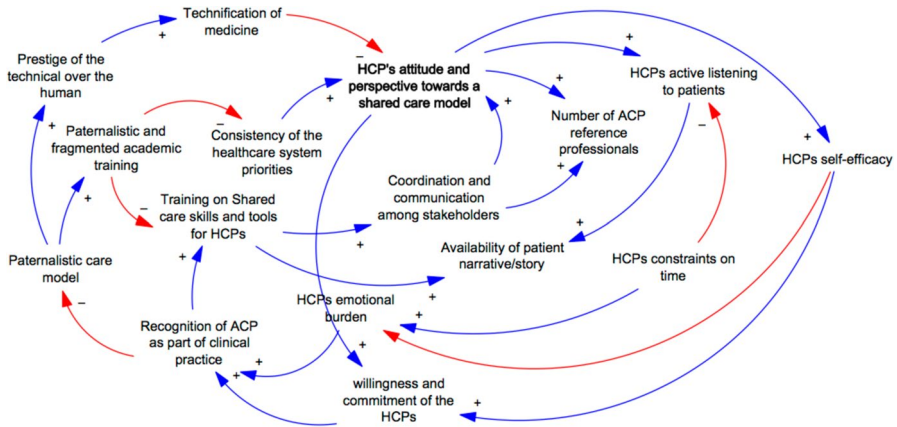 Technification of
medicine
Prestige of the
technical over the
human
HCP's attitude and
perspective towards a
shared care model
HCPs active listening
to patients
Paternalistic and
fragmented academic
training
Consistency of the
healthcare system
priorities
Number of ACP
reference
professionals
HCPs self-efficacy
Training on Shared
care skills and tools
for HCPs
Coordination and
communication
among stakeholders
Availability of patient
narrative/story
HCPs constraints on
time
Paternalistic care
model
HCPs emotional
burden
Recognition of ACP
as part of clinical
practice
willingness and
commitment of the
HCPs